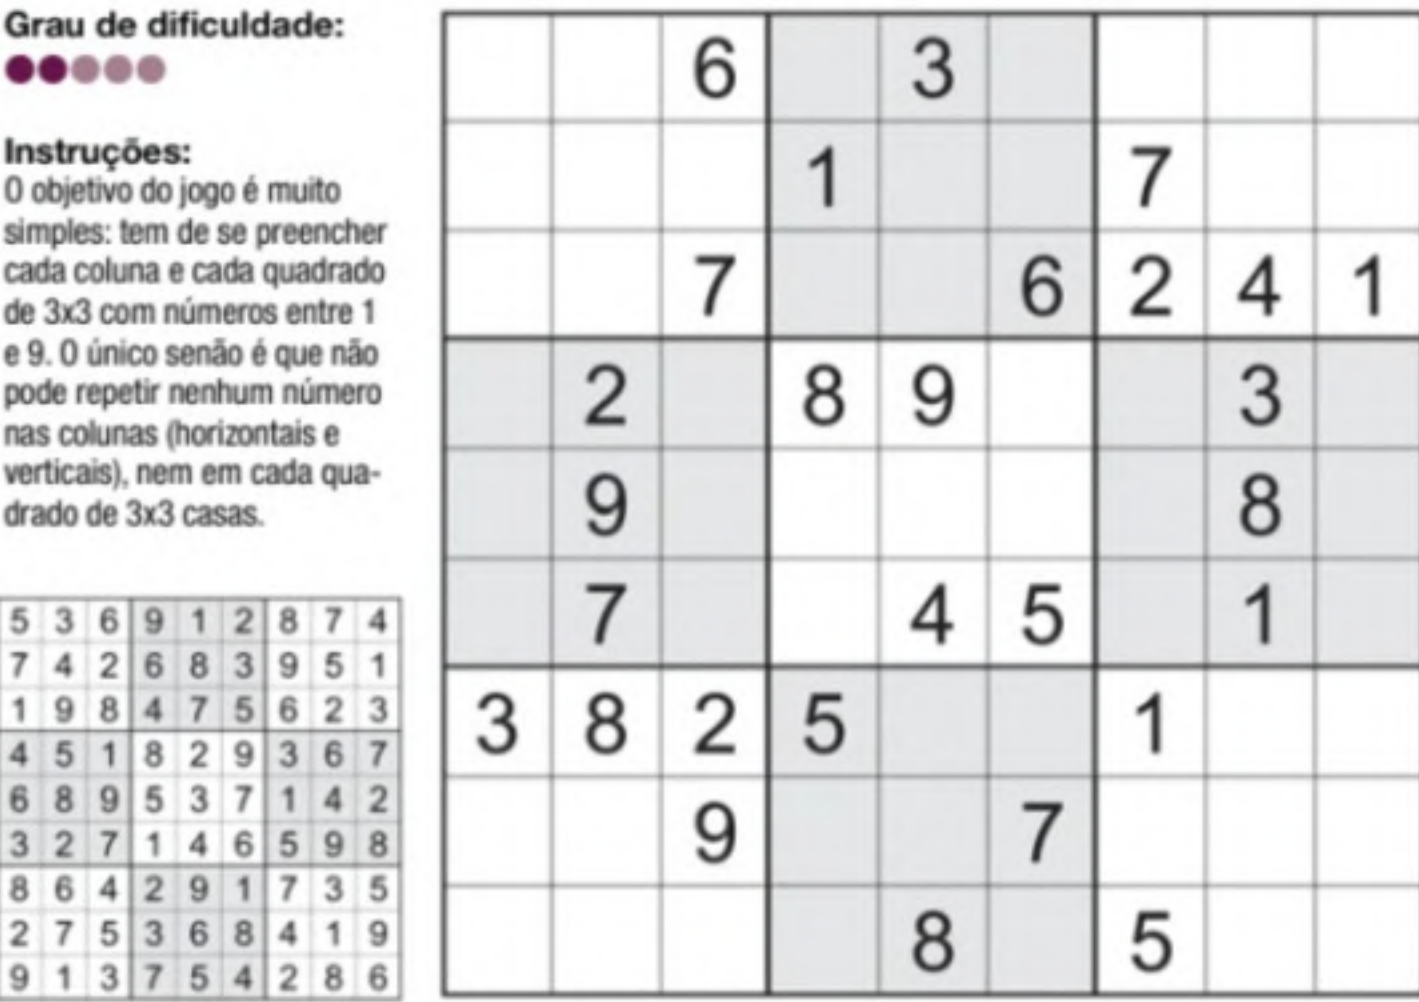 Grau de dificuldade:
Instruções:
O objetivo do jogo é muito
simples: tem de se preencher
cada coluna e cada quadrado
de 3x3 com números entre 1
e 9. O único senão é que não
pode repetir nenhum número
nas colunas (horizontais e
verticais), nem em cada qua-
drado de 3x3 casas.
5 3 6 9 1 2 8 7 4
7 4 2 6 8 3 9 5 1
1 9 8 4 7 5 6 2 3
4 5 1 8 2 9 3 6 7
6 8 9 5 3 7 1 4 2
3 2 7 1 4 6 5 9 8
8 6 4 2 9 1 7 3 5
2 7 5 3 6 8 4 1 9
9 1 3 7 5 4 2 8 6
6 3
1 7
7 6 2 4 1
2 8 9 3
9 8
7 4 5 1
3 8 2 5 1
9 7
8 5